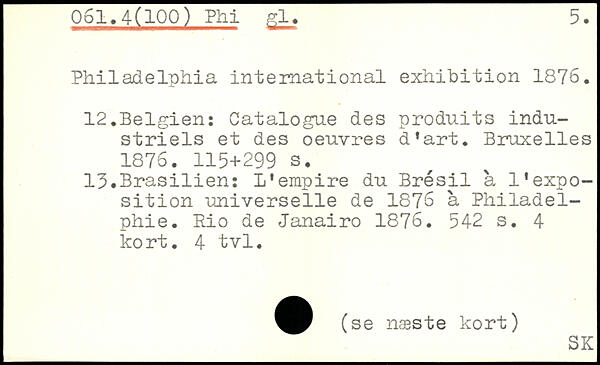 061.4(100) Phi gl. 5.
Philadelphia international exhibition 1876.
12.Belgien: Catalogue des produits indu-
striels et des oeuvres d'art. Bruxelles
1876. 115+299 s.
13.Brasilien: L'empire du Brésil à l'expo-
sition universelle de 1876 à Philadel-
phie. Rio de Janairo 1876. 542 s. 4
kort. 4 tvl.
(se næste kort)
SK